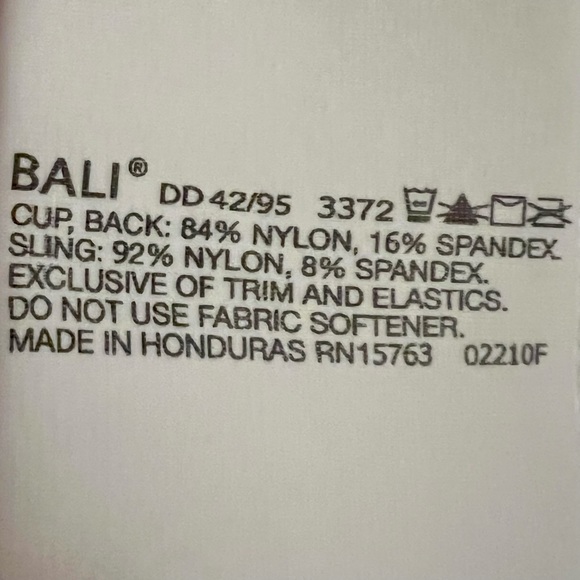 BALI® DD 42/95 3372
CUP, BACK: 84% NYLON, 16% SPANDEX.
SLING: 92% NYLON, 8% SPANDEX.
EXCLUSIVE OF TRIM AND ELASTICS.
DO NOT USE FABRIC SOFTENER.
MADE IN HONDURAS RN15763 02210F